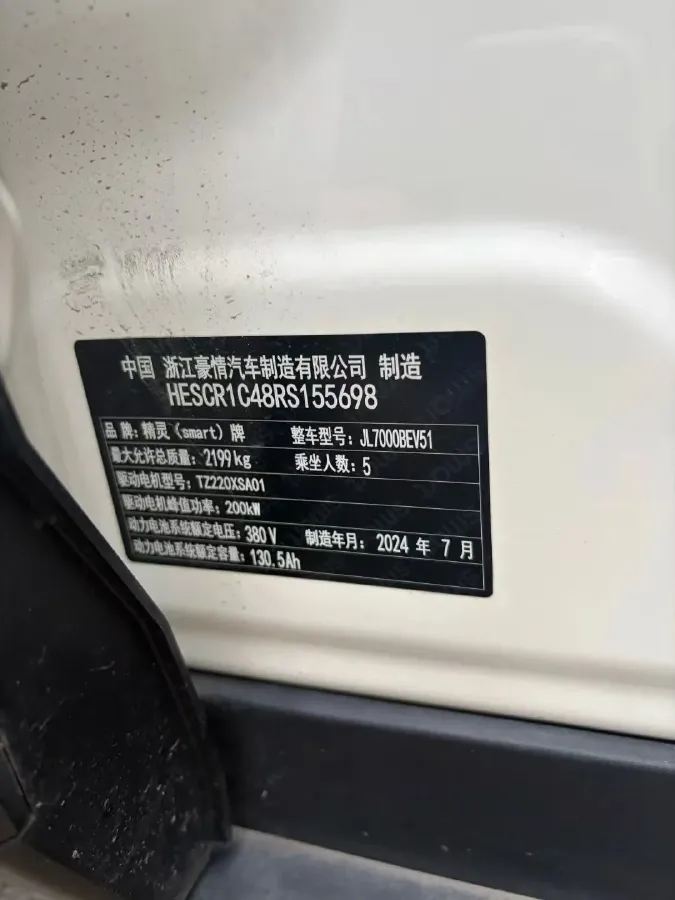 中国 浙江豪情汽车制造有限公司 制造
HESCR1C48RS155698
品 牌：精灵（smart）牌 整车型号：JL7000BEV51
最大允许总质量：2199kg 乘坐人数：5
驱动电机型号：TZ220XSA01
驱动电机峰值功率：200kW
动力电池系统额定电压：380V 制造年月：2024 年 7 月
动力电池系统额定容量：130.5Ah